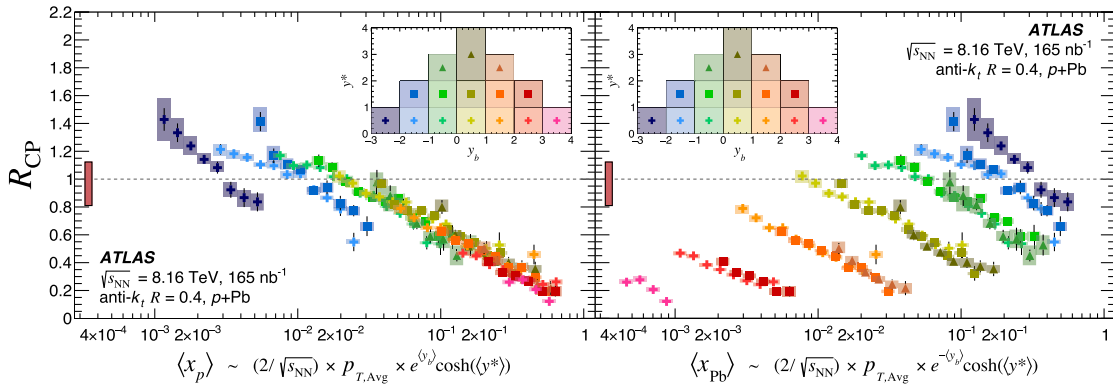 R_CP
2.2
2
1.8
1.6
1.4
1.2
1
0.8
0.6
0.4
0.2
0
y*
4
3
2
1
0
−3 −2 −1 0 1 2 3 4
y_b
ATLAS
√s_NN = 8.16 TeV, 165 nb⁻¹
anti-k_t R = 0.4, p+Pb
4×10⁻⁴ 10⁻³ 2×10⁻³ 10⁻² 2×10⁻² 10⁻¹ 2×10⁻¹ 1
⟨x_p⟩ ~ (2/√s_NN) × p_T,Avg × e^⟨y_b⟩ cosh(⟨y*⟩)
y*
4
3
2
1
0
−3 −2 −1 0 1 2 3 4
y_b
ATLAS
√s_NN = 8.16 TeV, 165 nb⁻¹
anti-k_t R = 0.4, p+Pb
4×10⁻⁴ 10⁻³ 2×10⁻³ 10⁻² 2×10⁻² 10⁻¹ 2×10⁻¹ 1
⟨x_Pb⟩ ~ (2/√s_NN) × p_T,Avg × e^−⟨y_b⟩ cosh(⟨y*⟩)